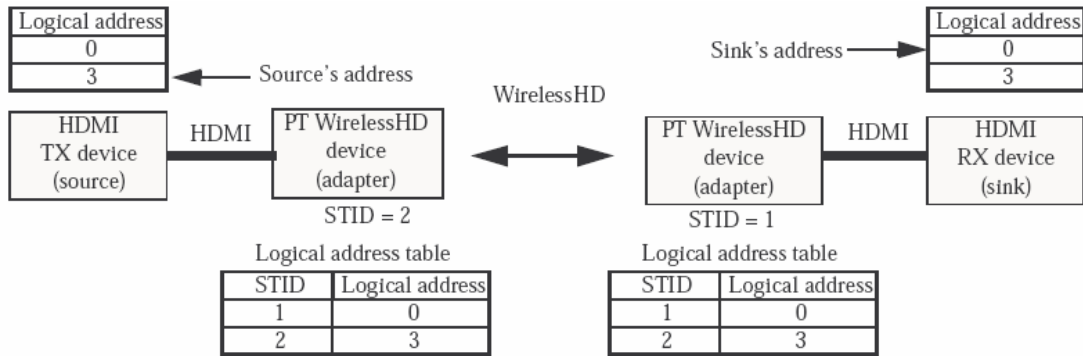 Logical address
0
3
Source's address
Sink's address
Logical address
0
3
HDMI
TX device
(source)
HDMI
PT WirelessHD
device
(adapter)
STID = 2
WirelessHD
PT WirelessHD
device
(adapter)
STID = 1
HDMI
HDMI
RX device
(sink)
Logical address table
STID Logical address
1 0
2 3
Logical address table
STID Logical address
1 0
2 3